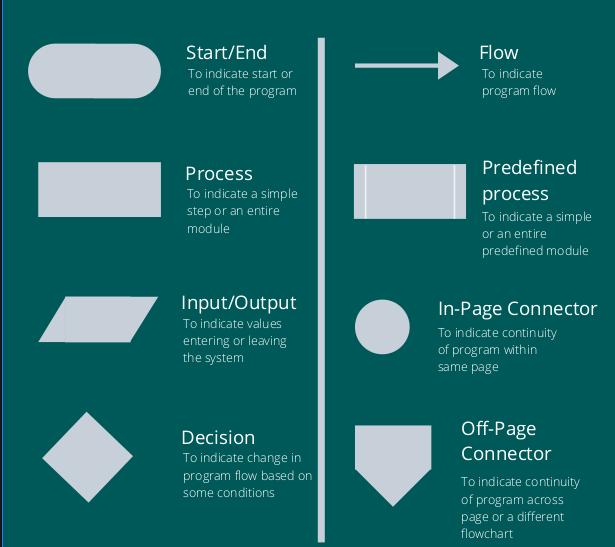 Start/End
To indicate start or
end of the program
Process
To indicate a simple
step or an entire
module
Input/Output
To indicate values
entering or leaving
the system
Decision
To indicate change in
program flow based on
some conditions
Flow
To indicate
program flow
Predefined
process
To indicate a simple
or an entire
predefined module
In-Page Connector
To indicate continuity
of program within
same page
Off-Page
Connector
To indicate continuity
of program across
page or a different
flowchart